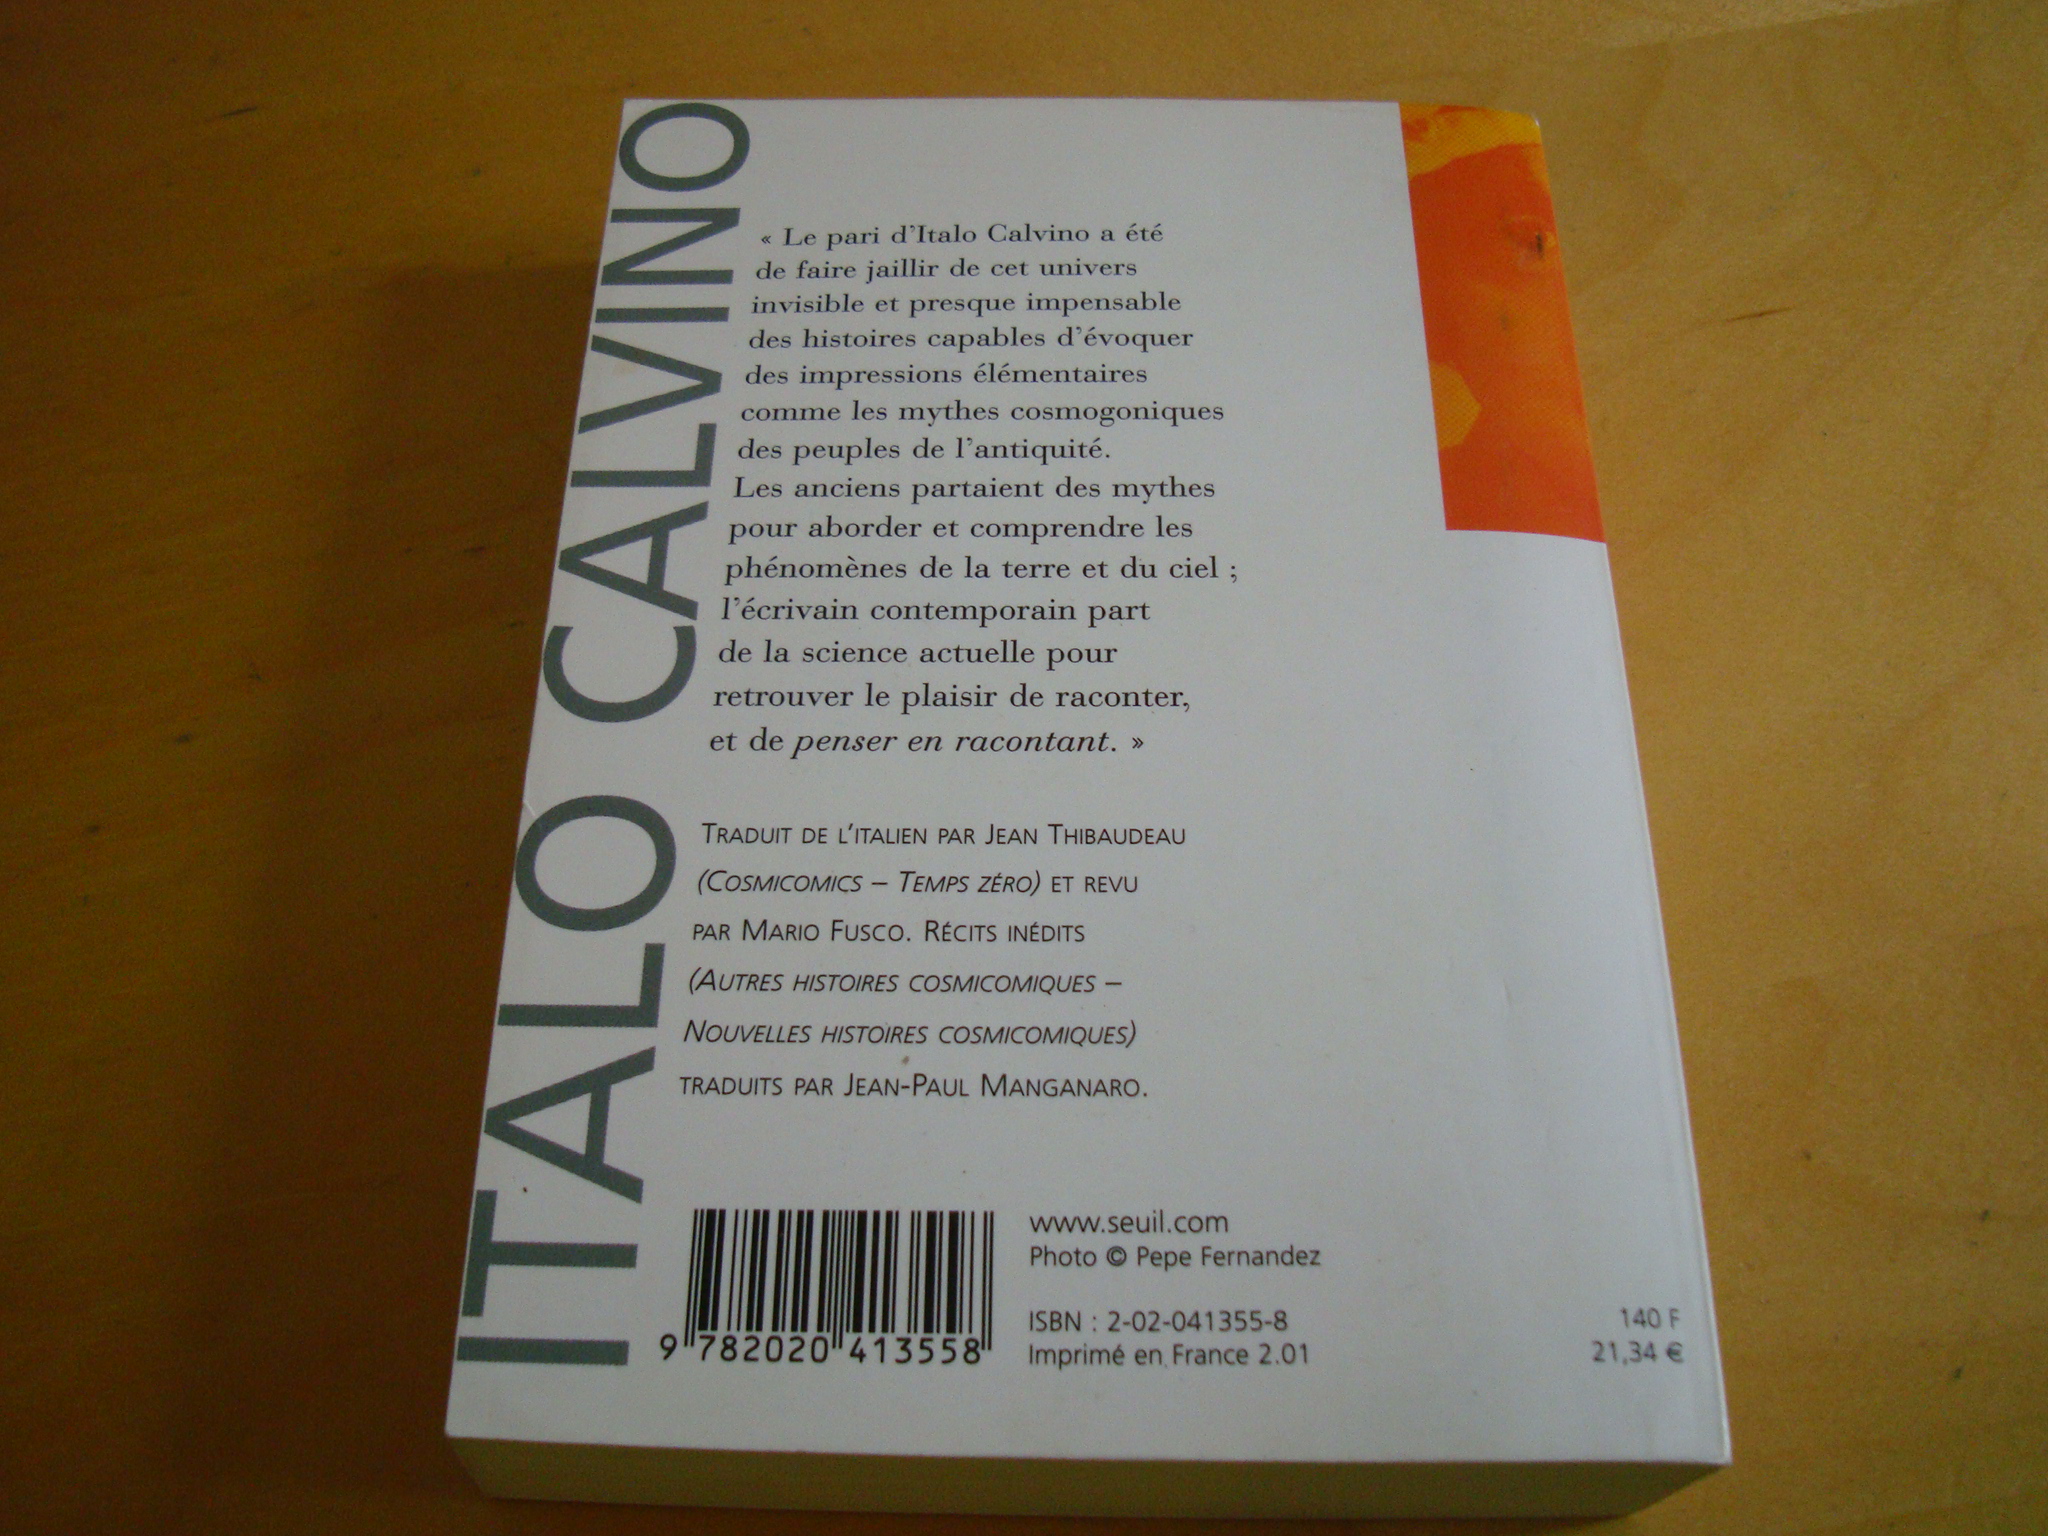 ITALO CALVINO
« Le pari d'Italo Calvino a été
de faire jaillir de cet univers
invisible et presque impensable
des histoires capables d'évoquer
des impressions élémentaires
comme les mythes cosmogoniques
des peuples de l'antiquité.
Les anciens partaient des mythes
pour aborder et comprendre les
phénomènes de la terre et du ciel ;
l'écrivain contemporain part
de la science actuelle pour
retrouver le plaisir de raconter,
et de penser en racontant. »
TRADUIT DE L'ITALIEN PAR JEAN THIBAUDEAU
(COSMICOMICS – TEMPS ZÉRO) ET REVU
PAR MARIO FUSCO. RÉCITS INÉDITS
(AUTRES HISTOIRES COSMICOMIQUES –
NOUVELLES HISTOIRES COSMICOMIQUES)
TRADUITS PAR JEAN-PAUL MANGANARO.
9 782020 413558
www.seuil.com
Photo © Pepe Fernandez
ISBN : 2-02-041355-8
Imprimé en France 2.01
140 F
21,34 €